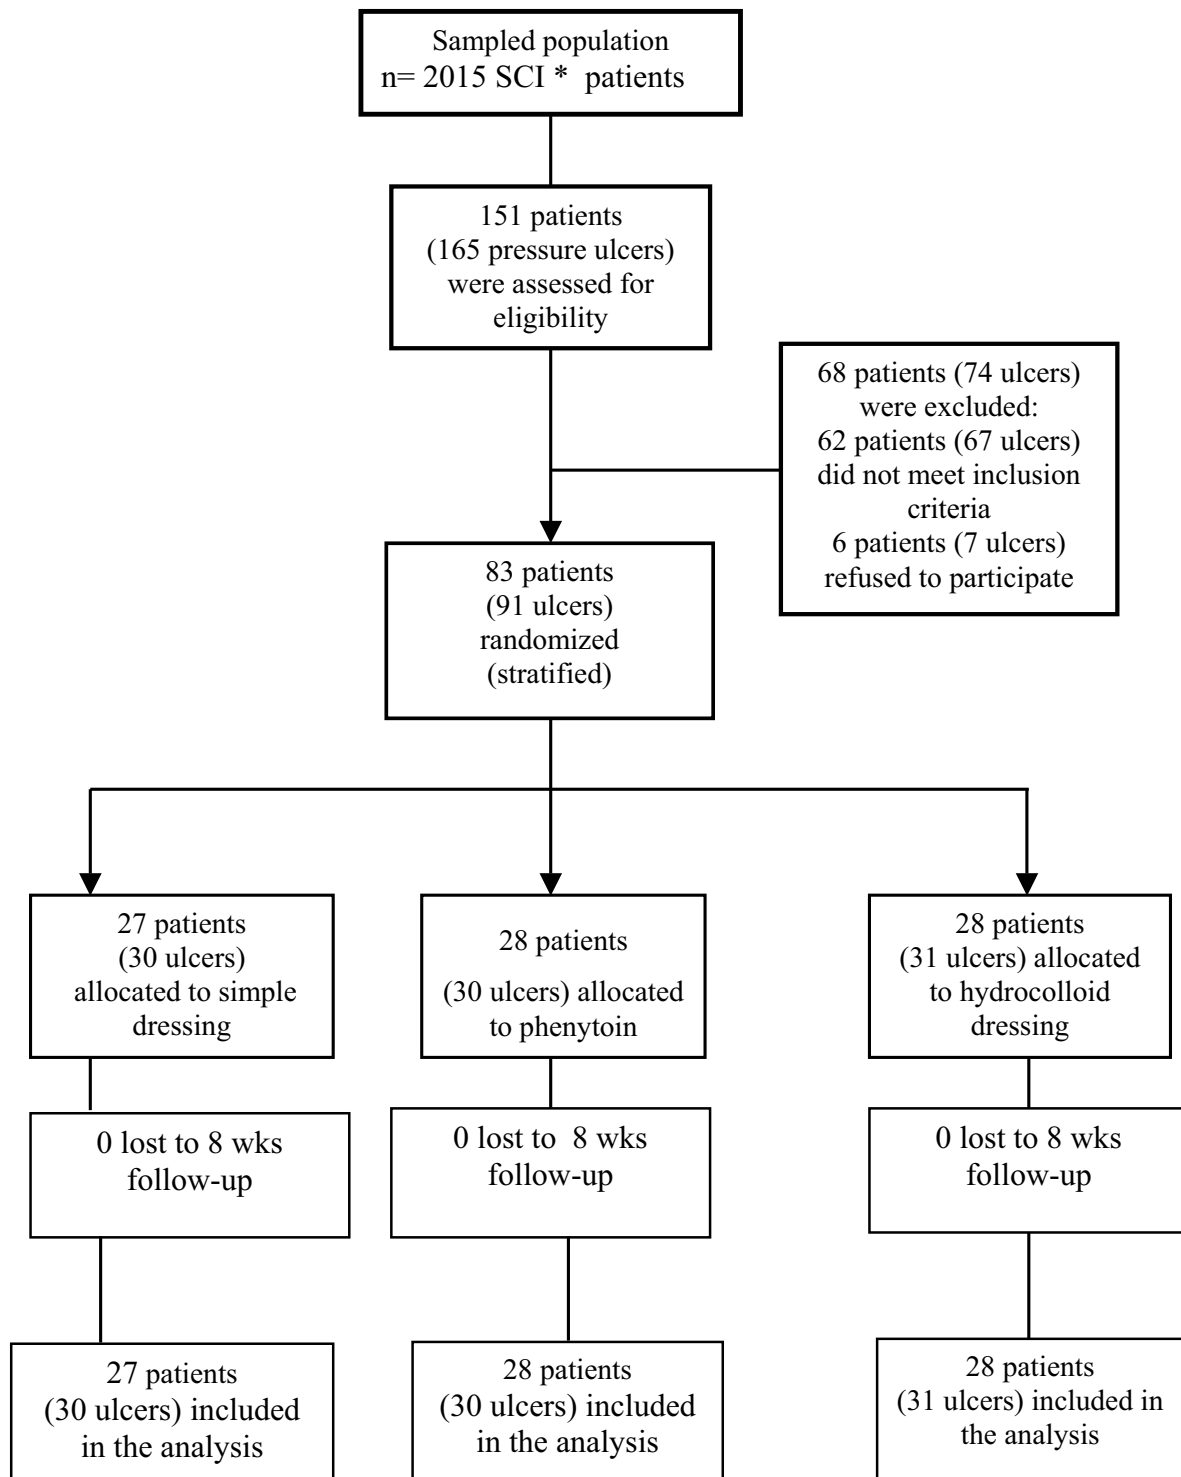 Sampled population
n= 2015 SCI * patients
151 patients
(165 pressure ulcers)
were assessed for
eligibility
68 patients (74 ulcers)
were excluded:
62 patients (67 ulcers)
did not meet inclusion
criteria
6 patients (7 ulcers)
refused to participate
83 patients
(91 ulcers)
randomized
(stratified)
27 patients
(30 ulcers)
allocated to simple
dressing
28 patients
(30 ulcers) allocated
to phenytoin
28 patients
(31 ulcers) allocated
to hydrocolloid
dressing
0 lost to 8 wks
follow-up
0 lost to 8 wks
follow-up
0 lost to 8 wks
follow-up
27 patients
(30 ulcers) included
in the analysis
28 patients
(30 ulcers) included
in the analysis
28 patients
(31 ulcers) included in
the analysis